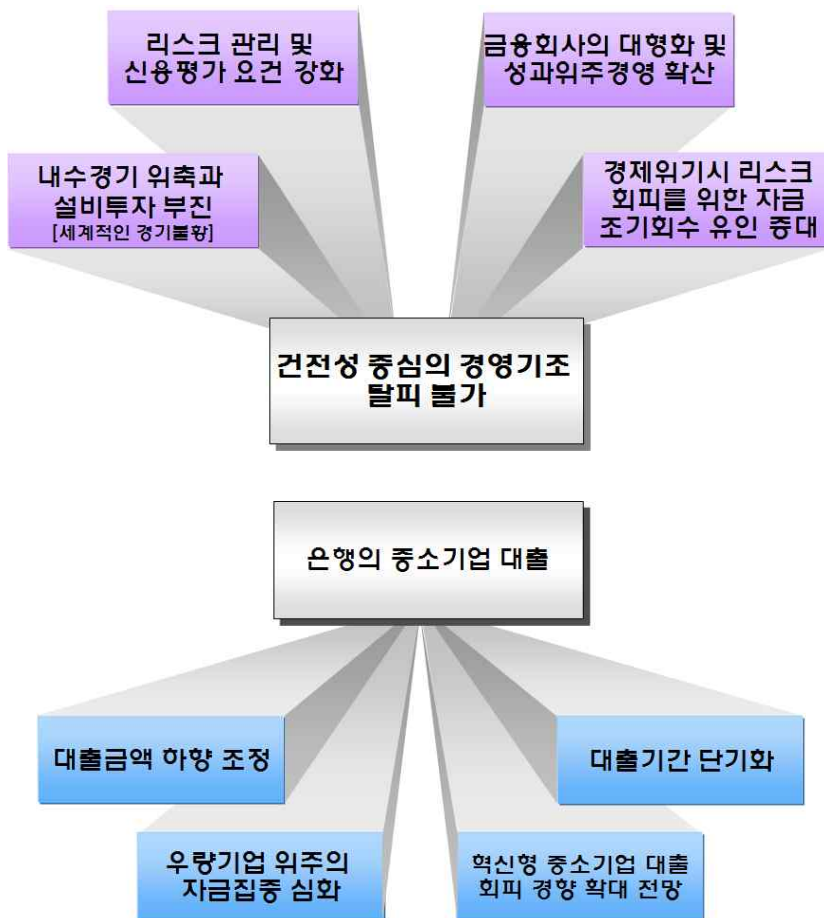 리스크 관리 및
신용평가 요건 강화
금융회사의 대형화 및
성과위주경영 확산
내수경기 위축과
설비투자 부진
[세계적인 경기불황]
경제위기시 리스크
회피를 위한 자금
조기회수 유인 증대
건전성 중심의 경영기조
탈피 불가
은행의 중소기업 대출
대출금액 하향 조정
대출기간 단기화
우량기업 위주의
자금집중 심화
혁신형 중소기업 대출
회피 경향 확대 전망